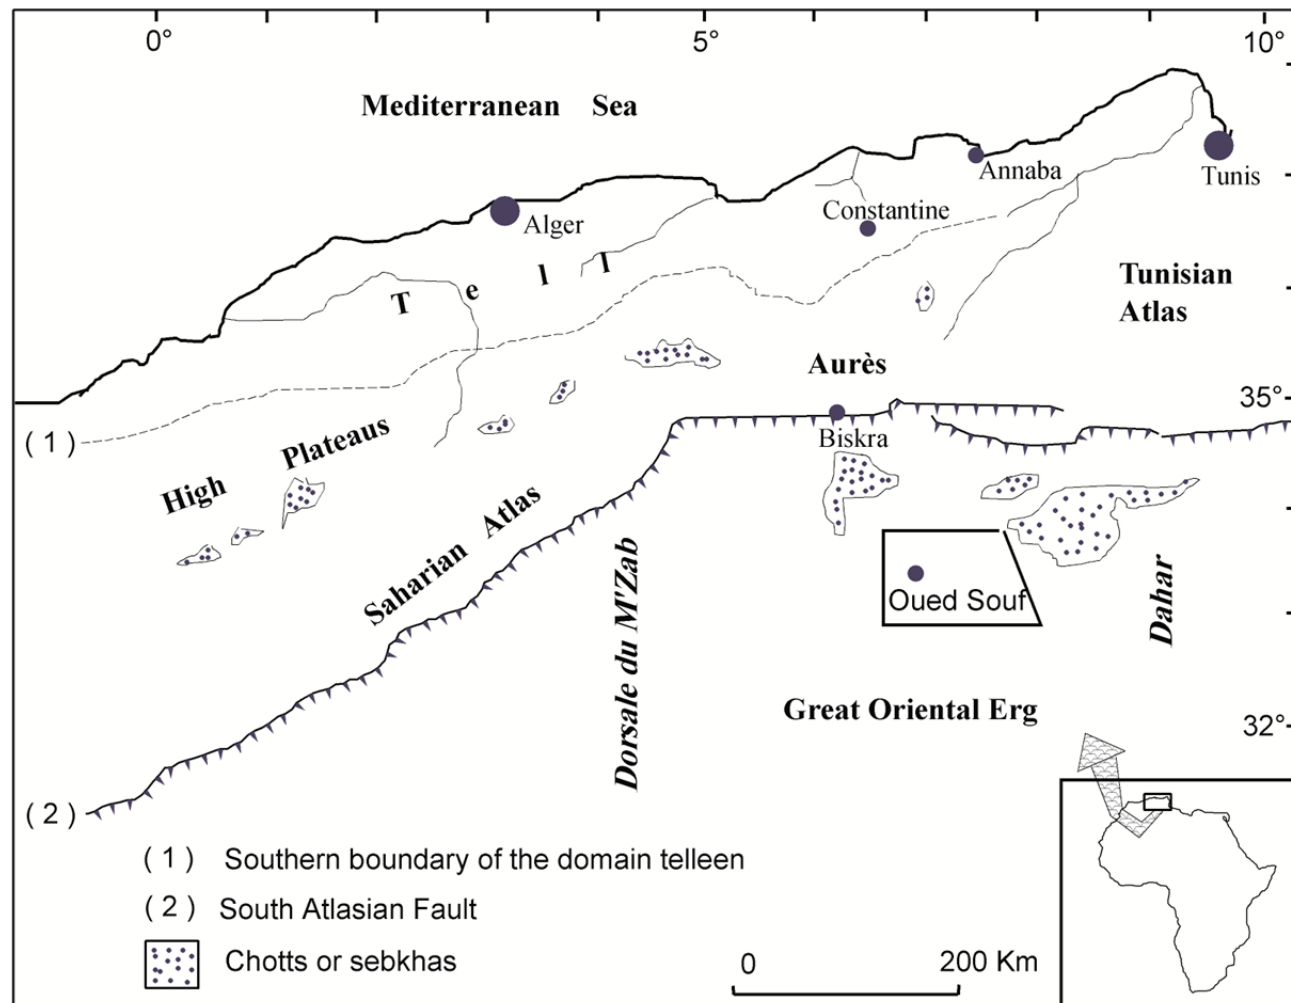 0°
5°
10°
Mediterranean Sea
Annaba
Tunis
Constantine
Alger
Tell
Tunisian
Atlas
Aurès
35°
( 1 )
Biskra
High Plateaus
Saharian Atlas
Dorsale du M'Zab
Oued Souf
Dahar
Great Oriental Erg
32°
( 2 )
( 1 ) Southern boundary of the domain telleen
( 2 ) South Atlasian Fault
Chotts or sebkhas
0 200 Km